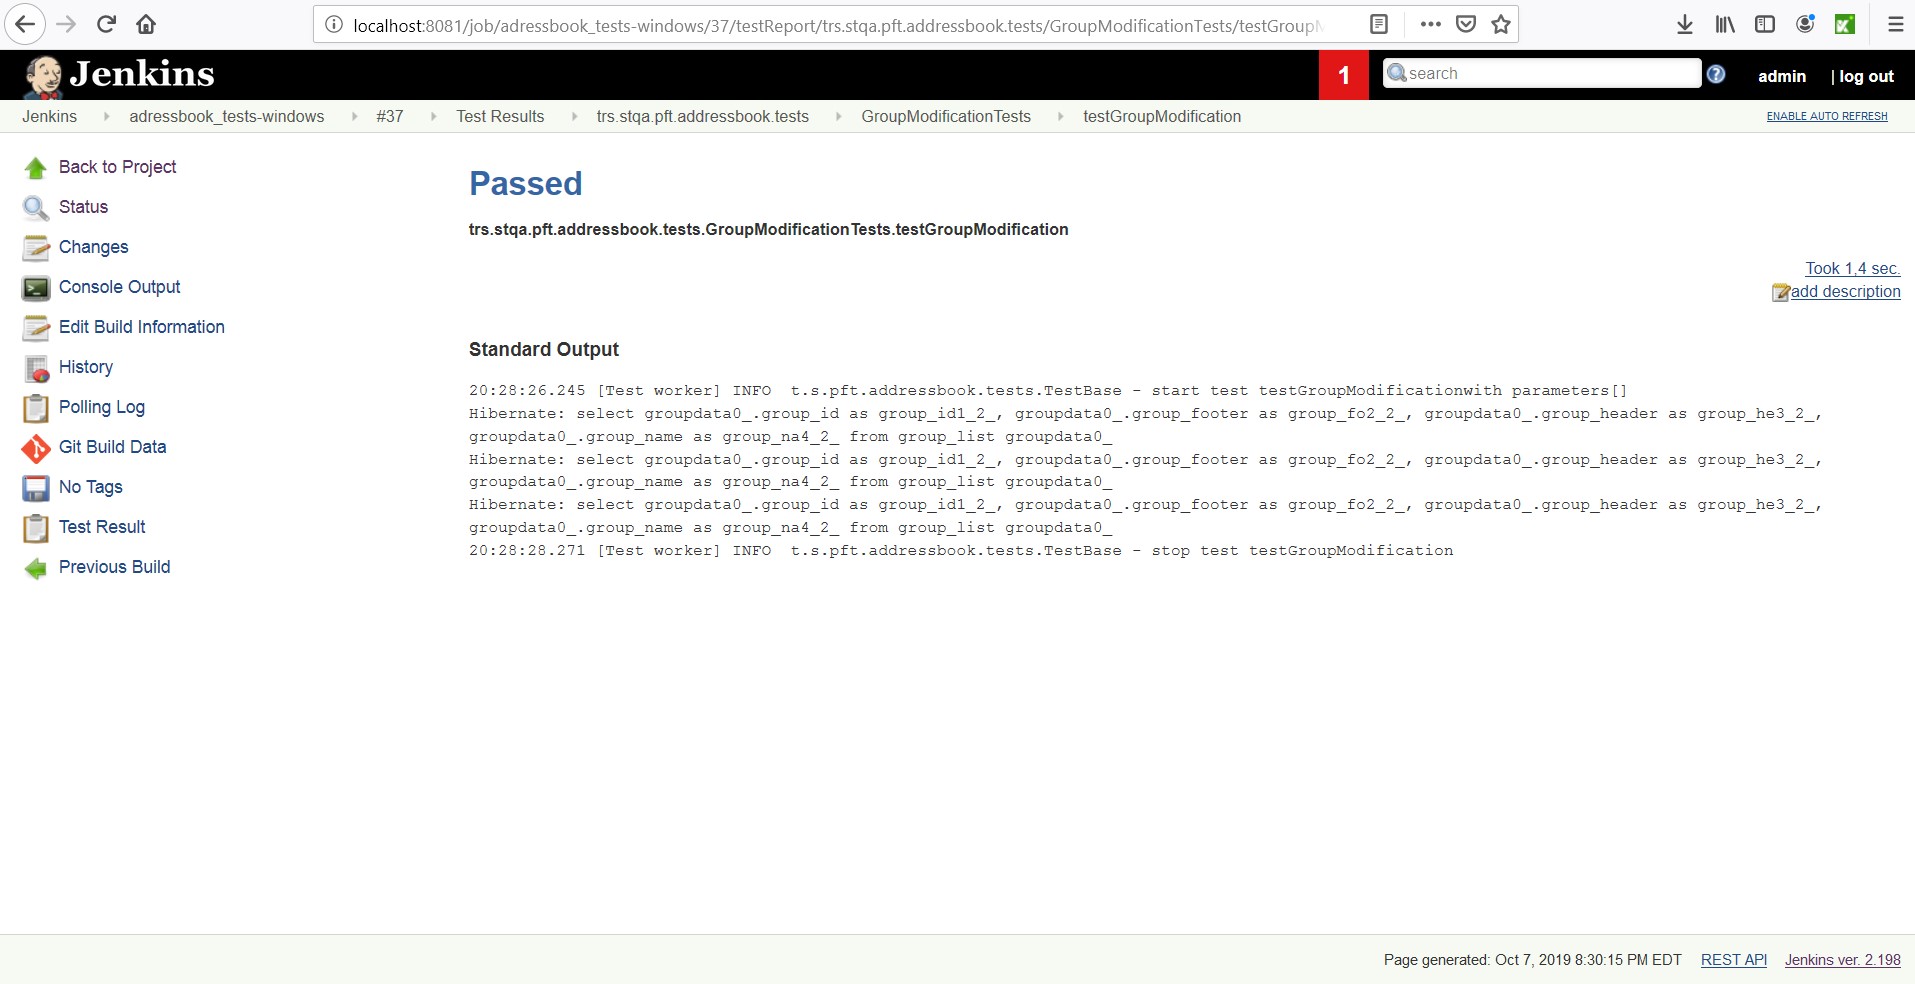 localhost:8081/job/adressbook_tests-windows/37/testReport/trs.stqa.pft.addressbook.tests/GroupModificationTests/testGroupM
Jenkins
1
search
admin
| log out
Jenkins
adressbook_tests-windows
#37
Test Results
trs.stqa.pft.addressbook.tests
GroupModificationTests
testGroupModification
ENABLE AUTO REFRESH
Back to Project
Status
Changes
Console Output
Edit Build Information
History
Polling Log
Git Build Data
No Tags
Test Result
Previous Build
Passed
trs.stqa.pft.addressbook.tests.GroupModificationTests.testGroupModification
Took 1,4 sec.
add description
Standard Output
20:28:26.245 [Test worker] INFO  t.s.pft.addressbook.tests.TestBase - start test testGroupModificationwith parameters[]
Hibernate: select groupdata0_.group_id as group_id1_2_, groupdata0_.group_footer as group_fo2_2_, groupdata0_.group_header as group_he3_2_,
groupdata0_.group_name as group_na4_2_ from group_list groupdata0_
Hibernate: select groupdata0_.group_id as group_id1_2_, groupdata0_.group_footer as group_fo2_2_, groupdata0_.group_header as group_he3_2_,
groupdata0_.group_name as group_na4_2_ from group_list groupdata0_
Hibernate: select groupdata0_.group_id as group_id1_2_, groupdata0_.group_footer as group_fo2_2_, groupdata0_.group_header as group_he3_2_,
groupdata0_.group_name as group_na4_2_ from group_list groupdata0_
20:28:28.271 [Test worker] INFO  t.s.pft.addressbook.tests.TestBase - stop test testGroupModification
Page generated: Oct 7, 2019 8:30:15 PM EDT
REST API
Jenkins ver. 2.198